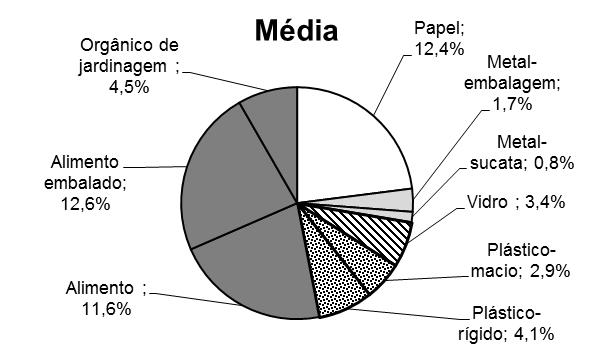 Média
Papel;
12,4%
Metal-
embalagem;
1,7%
Metal-
sucata; 0,8%
Vidro ; 3,4%
Plástico-
macio; 2,9%
Plástico-
rígido; 4,1%
Alimento ;
11,6%
Alimento
embalado;
12,6%
Orgânico de
jardinagem ;
4,5%